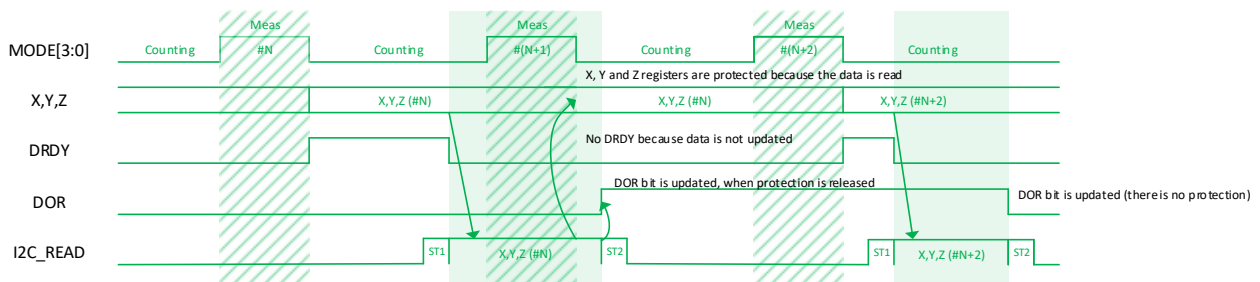 Meas Meas Meas
MODE[3:0] Counting #N Counting #(N+1) Counting #(N+2) Counting
X, Y and Z registers are protected because the data is read
X,Y,Z X,Y,Z (#N) X,Y,Z (#N) X,Y,Z (#N+2)
DRDY No DRDY because data is not updated
DOR bit is updated, when protection is released
DOR DOR bit is updated (there is no protection)
I2C_READ ST1 X,Y,Z (#N) ST2 ST1 X,Y,Z (#N+2) ST2